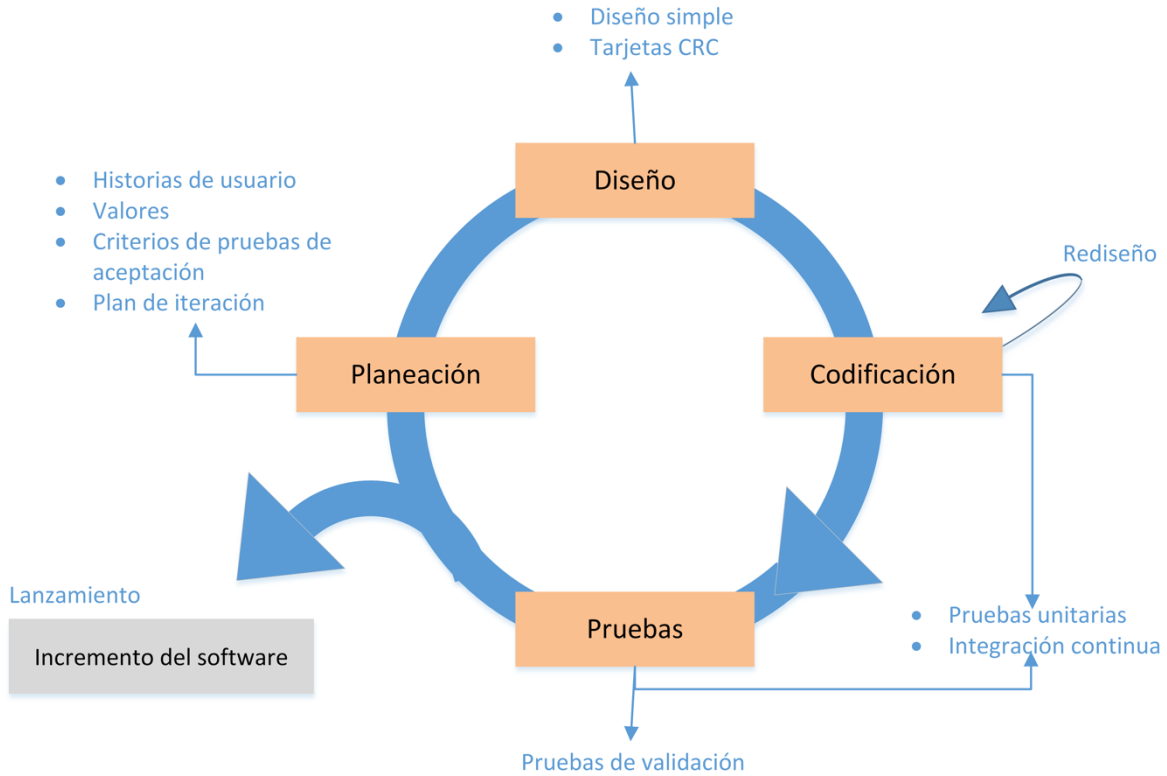 • Diseño simple
• Tarjetas CRC
Diseño
• Historias de usuario
• Valores
• Criterios de pruebas de
aceptación
• Plan de iteración
Rediseño
Planeación
Codificación
Lanzamiento
Incremento del software
Pruebas
• Pruebas unitarias
• Integración continua
Pruebas de validación